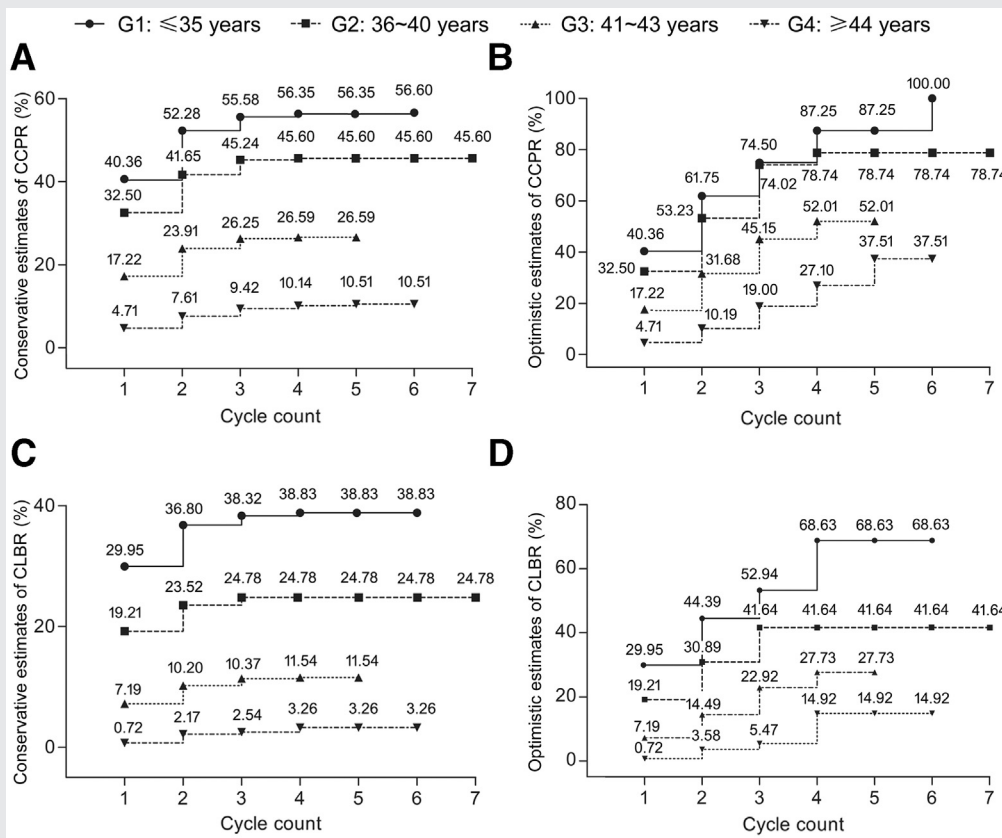 G1: ≤35 years G2: 36~40 years G3: 41~43 years G4: ≥44 years
A
Conservative estimates of CCPR (%)
60
40
20
0
40.36 52.28 55.58 56.35 56.35 56.60
32.50 41.65 45.24 45.60 45.60 45.60 45.60
17.22 23.91 26.25 26.59 26.59
4.71 7.61 9.42 10.14 10.51 10.51
1 2 3 4 5 6 7
Cycle count
B
Optimistic estimates of CCPR (%)
100
80
60
40
20
0
40.36 61.75 74.50 87.25 87.25 100.00
32.50 53.23 74.02 78.74 78.74 78.74 78.74
17.22 31.68 45.15 52.01 52.01
4.71 10.19 19.00 27.10 37.51 37.51
1 2 3 4 5 6 7
Cycle count
C
Conservative estimates of CLBR (%)
40
20
0
29.95 36.80 38.32 38.83 38.83 38.83
19.21 23.52 24.78 24.78 24.78 24.78 24.78
7.19 10.20 10.37 11.54 11.54
0.72 2.17 2.54 3.26 3.26 3.26
1 2 3 4 5 6 7
Cycle count
D
Optimistic estimates of CLBR (%)
80
60
40
20
0
29.95 44.39 52.94 68.63 68.63 68.63
19.21 30.89 41.64 41.64 41.64 41.64 41.64
7.19 14.49 22.92 27.73 27.73
0.72 3.58 5.47 14.92 14.92 14.92
1 2 3 4 5 6 7
Cycle count